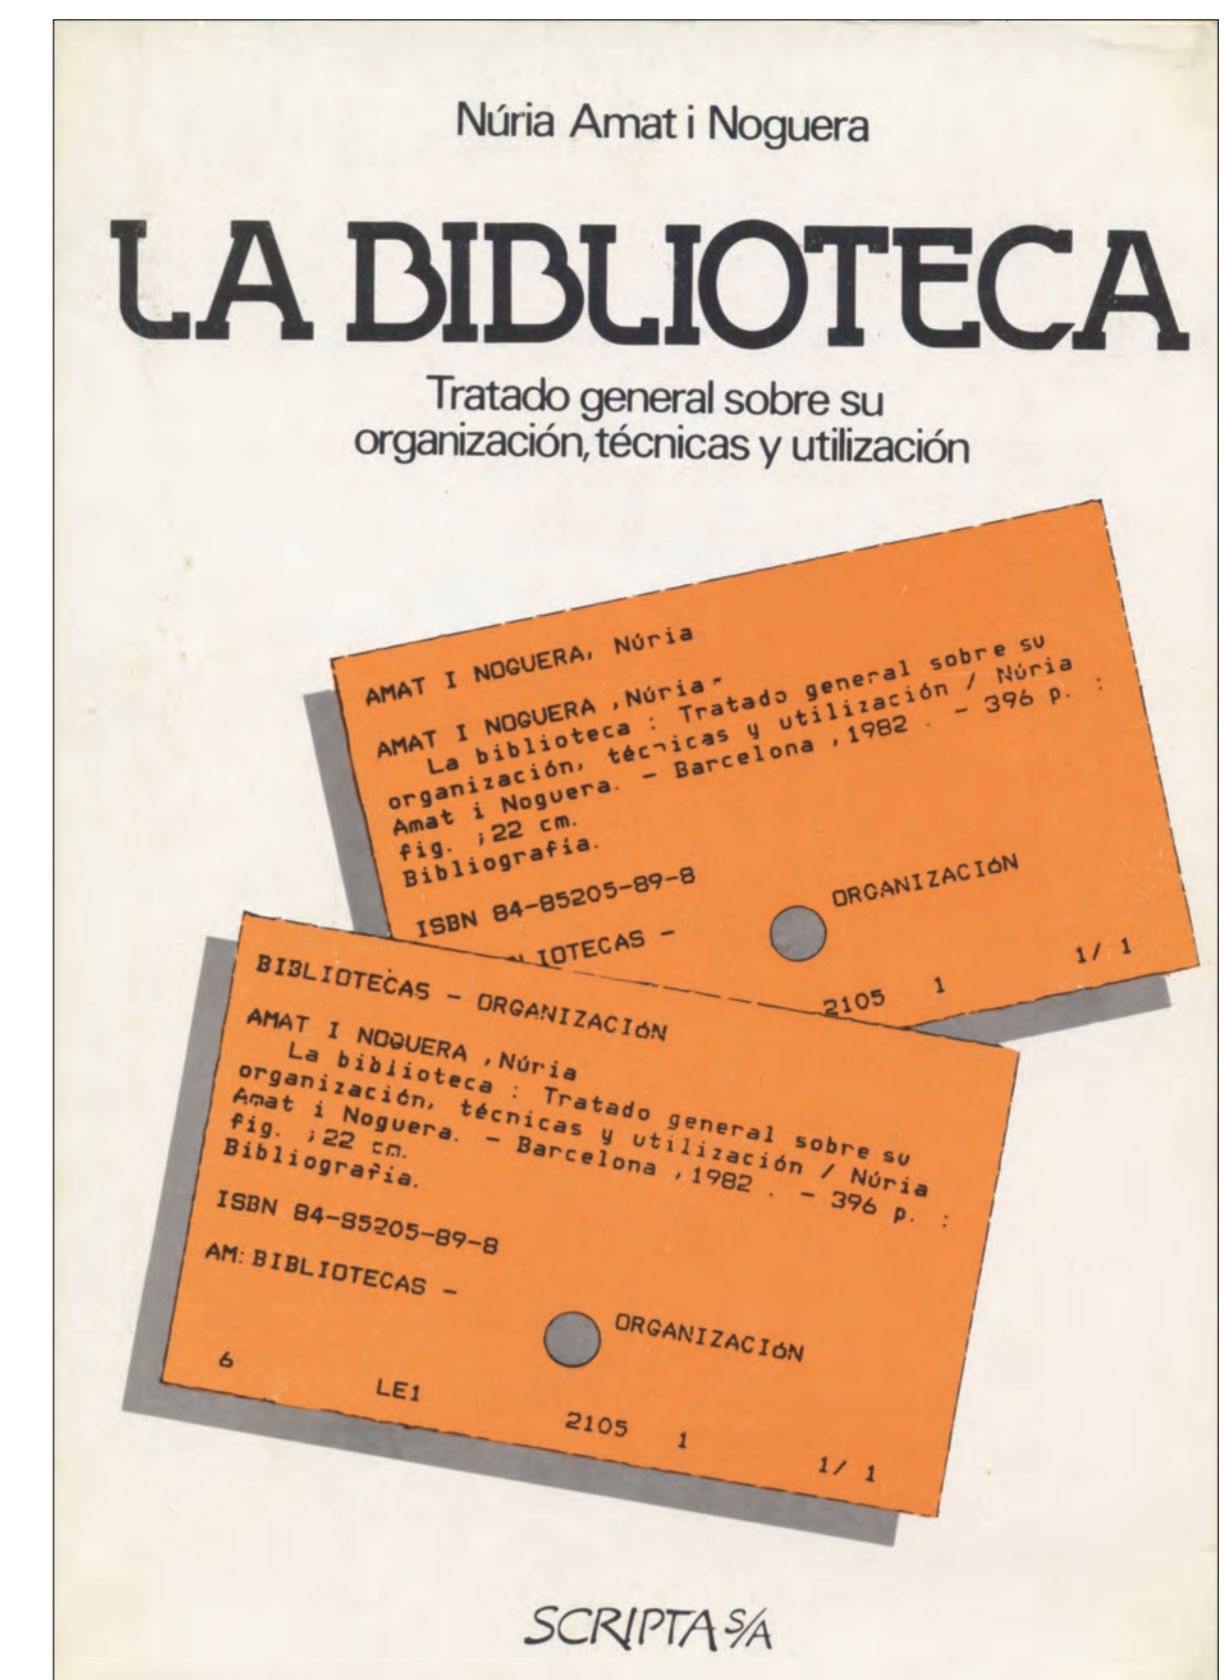 Núria Amat i Noguera
LA BIBLIOTECA
Tratado general sobre su
organización, técnicas y utilización
AMAT I NOGUERA, Núria
AMAT I NOGUERA , Núria-
La biblioteca : Tratado general sobre su
organización, técnicas y utilización / Núria
Amat i Noguera. - Barcelona , 1982 . - 396 p. :
fig. ; 22 cm.
Bibliografía.
ISBN 84-85205-89-8
IOTECAS - ORGANIZACIÓN
2105 1 1/ 1
BIBLIOTECAS - ORGANIZACIÓN
AMAT I NOGUERA , Núria
La biblioteca : Tratado general sobre su
organización, técnicas y utilización / Núria
Amat i Noguera. - Barcelona , 1982 . - 396 p. :
fig. ; 22 cm.
Bibliografía.
ISBN 84-85205-89-8
AM: BIBLIOTECAS - ORGANIZACIÓN
6 LE1 2105 1 1/ 1
SCRIPTA S/A